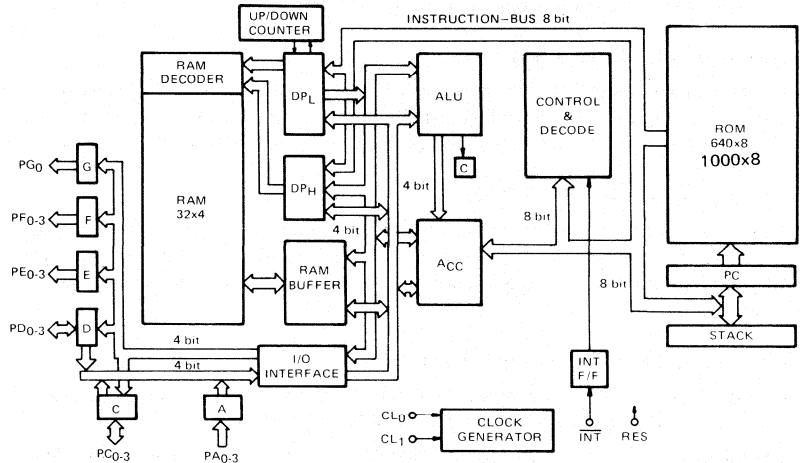 UP/DOWN
COUNTER
INSTRUCTION-BUS 8 bit
RAM
DECODER
DPL
ALU
CONTROL
&
DECODE
ROM
640x8
1000x8
C
PG0
G
DPH
4 bit
RAM
32x4
PF0-3
F
8 bit
4 bit
ACC
PE0-3
E
RAM
BUFFER
PC
8 bit
PD0-3
D
STACK
4 bit
4 bit
I/O
INTERFACE
INT
F/F
C
A
CL0
CL1
CLOCK
GENERATOR
INT
RES
PC0-3
PA0-3